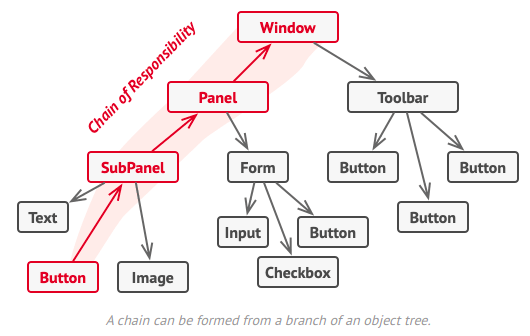 Window
Chain of Responsibility
Panel
Toolbar
SubPanel
Form
Button
Button
Text
Input
Button
Button
Button
Image
Checkbox
A chain can be formed from a branch of an object tree.